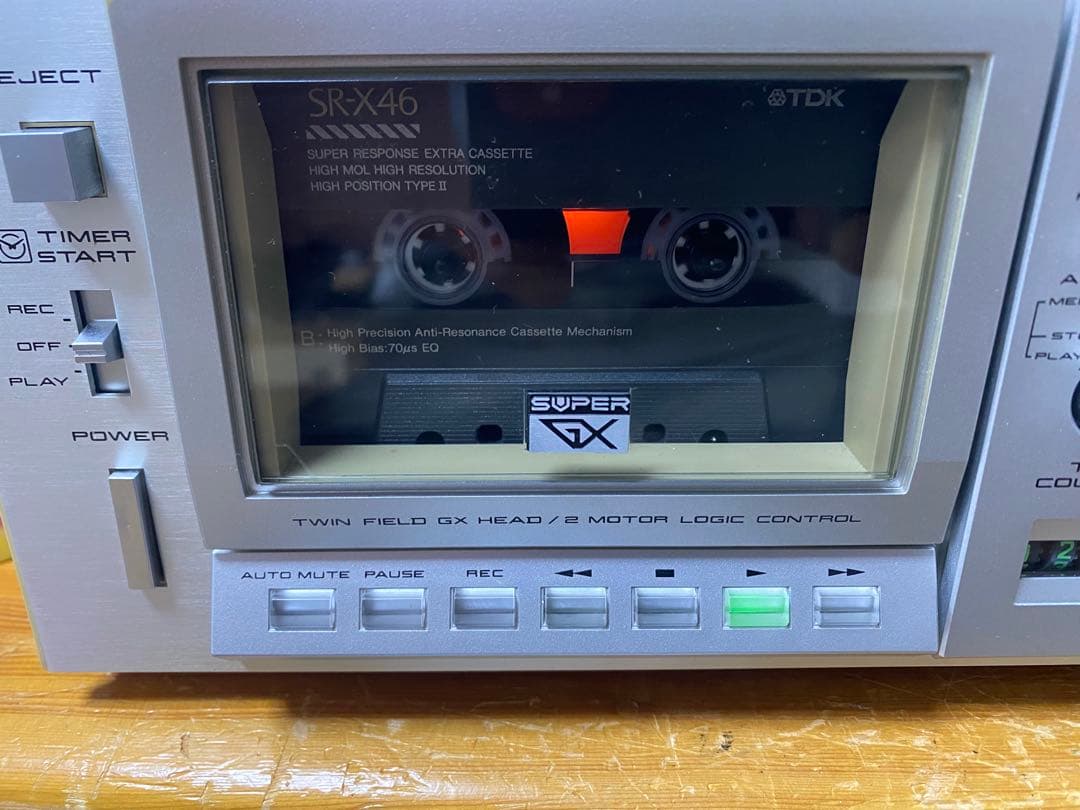 EJECT
TIMER
START
REC
OFF
PLAY
POWER
SR-X46
TDK
SUPER RESPONSE EXTRA CASSETTE
HIGH MOL HIGH RESOLUTION
HIGH POSITION TYPE II
B: High Precision Anti-Resonance Cassette Mechanism
High Bias:70µs EQ
SUPER
GX
TWIN FIELD GX HEAD / 2 MOTOR LOGIC CONTROL
AUTO MUTE PAUSE REC
PLAY
2